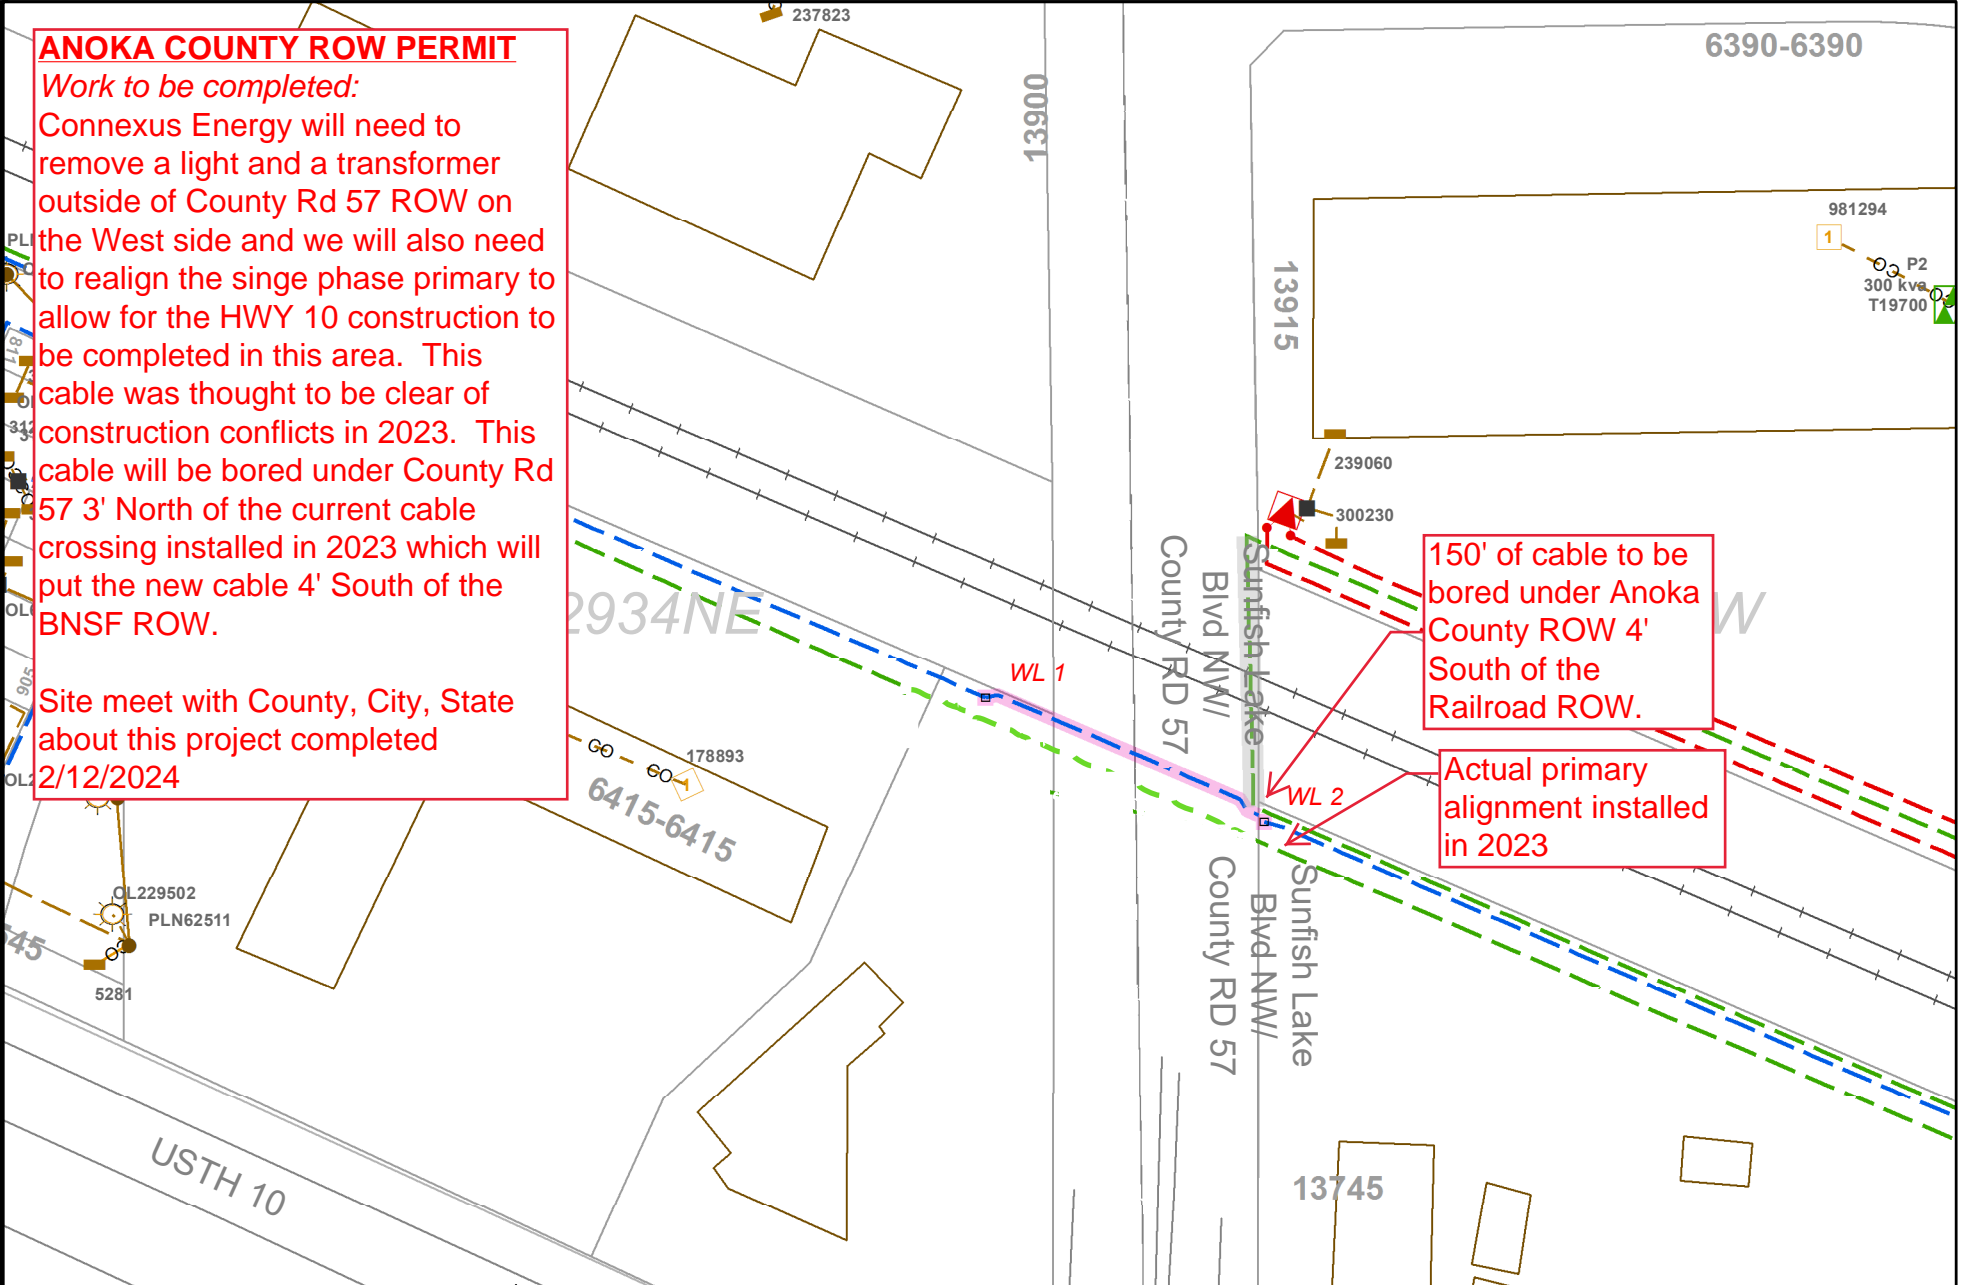 ANOKA COUNTY ROW PERMIT
Work to be completed:
Connexus Energy will need to
remove a light and a transformer
outside of County Rd 57 ROW on
the West side and we will also need
to realign the singe phase primary to
allow for the HWY 10 construction to
be completed in this area.  This
cable was thought to be clear of
construction conflicts in 2023.  This
cable will be bored under County Rd
57 3' North of the current cable
crossing installed in 2023 which will
put the new cable 4' South of the
BNSF ROW.
Site meet with County, City, State
about this project completed
2/12/2024
237823
13900
6390-6390
981294
1
P2
300 kva
T19700
13915
239060
300230
150' of cable to be
bored under Anoka
County ROW 4'
South of the
Railroad ROW.
Actual primary
alignment installed
in 2023
2934NE
W
WL 1
WL 2
Sunfish Lake
Blvd NW/
County RD 57
Sunfish Lake
Blvd NW/
County RD 57
178893
1
6415-6415
OL229502
PLN62511
5281
545
811
905
USTH 10
13745